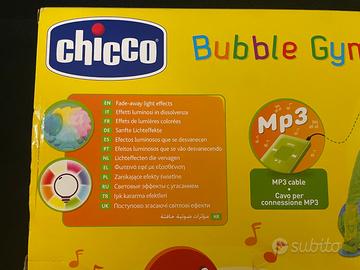 chicco
Bubble Gym
EN Fade-away light effects
IT Effetti luminosi in dissolvenza
FR Effets de lumières colorées
DE Sanfte Lichteffekte
ES Efectos luminosos que se desvanecen
PT Efeitos luminosos que se vão desvanecendo
NL Lichteffecten die vervagen
EL Φωτεινά εφέ με εξασθένιση
PL Zanikające efekty świetlne
RU Световые эффекты с угасанием
TR Işık kararma efektleri
UK Поступово згасаючі світлові ефекти
Mp3
MP3 cable
•
Cavo per
connessione MP3
subito